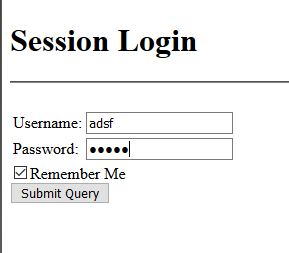 Session Login
Username: adsf
Password: •••••
Remember Me
Submit Query